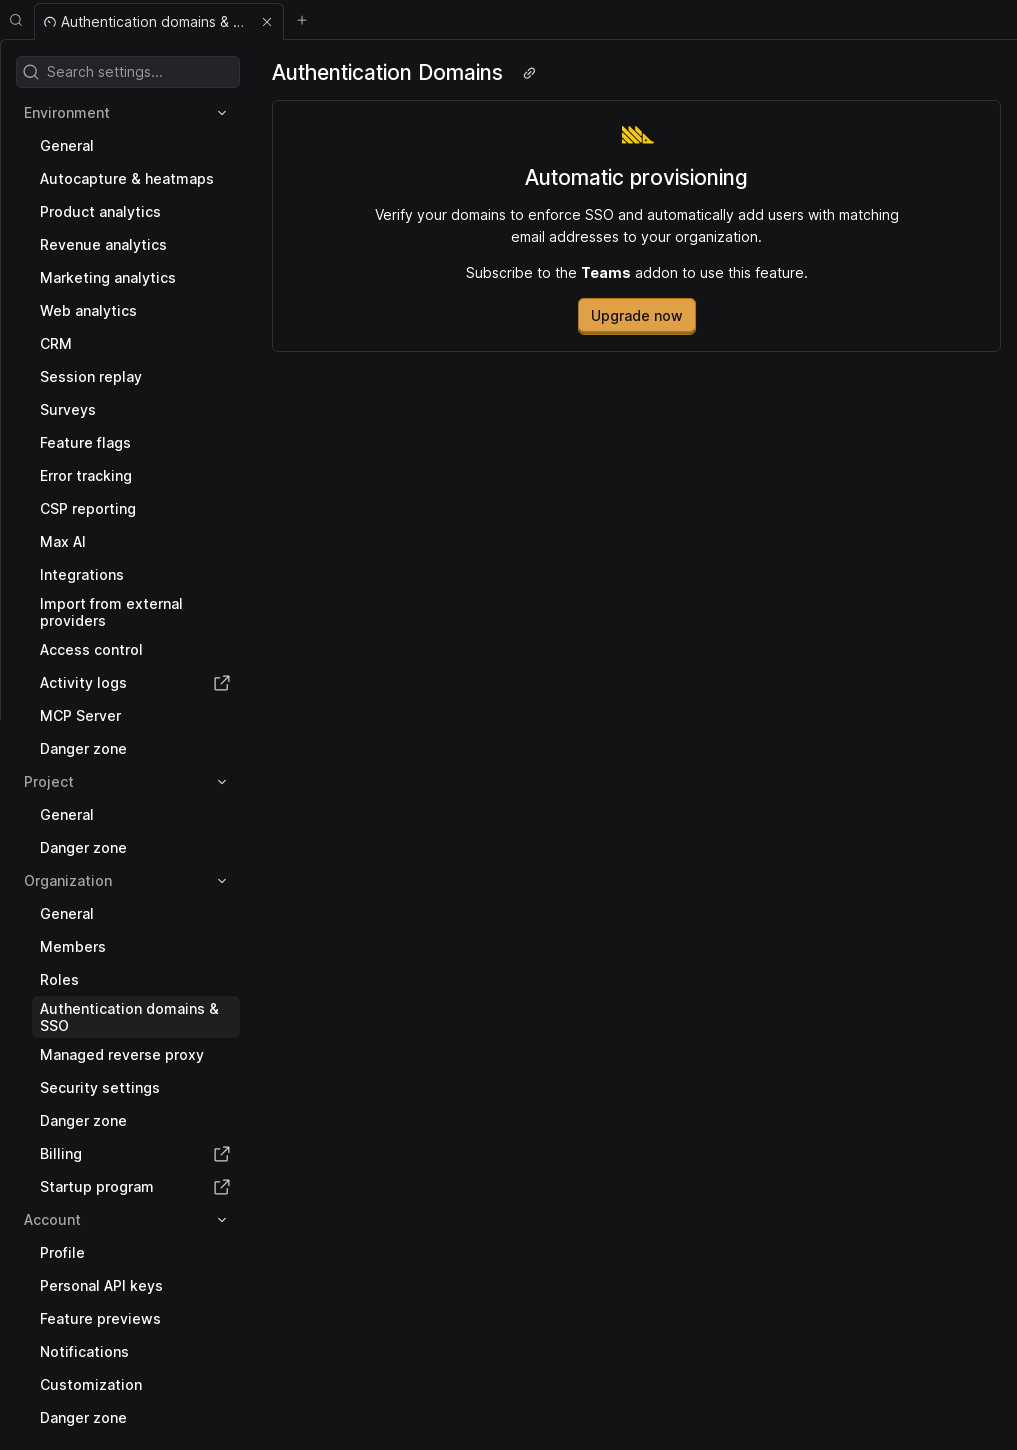 Authentication domains & ...
Search settings...
Environment
General
Autocapture & heatmaps
Product analytics
Revenue analytics
Marketing analytics
Web analytics
CRM
Session replay
Surveys
Feature flags
Error tracking
CSP reporting
Max AI
Integrations
Import from external
providers
Access control
Activity logs
MCP Server
Danger zone
Project
General
Danger zone
Organization
General
Members
Roles
Authentication domains &
SSO
Managed reverse proxy
Security settings
Danger zone
Billing
Startup program
Account
Profile
Personal API keys
Feature previews
Notifications
Customization
Danger zone
Authentication Domains
Automatic provisioning
Verify your domains to enforce SSO and automatically add users with matching
email addresses to your organization.
Subscribe to the Teams addon to use this feature.
Upgrade now